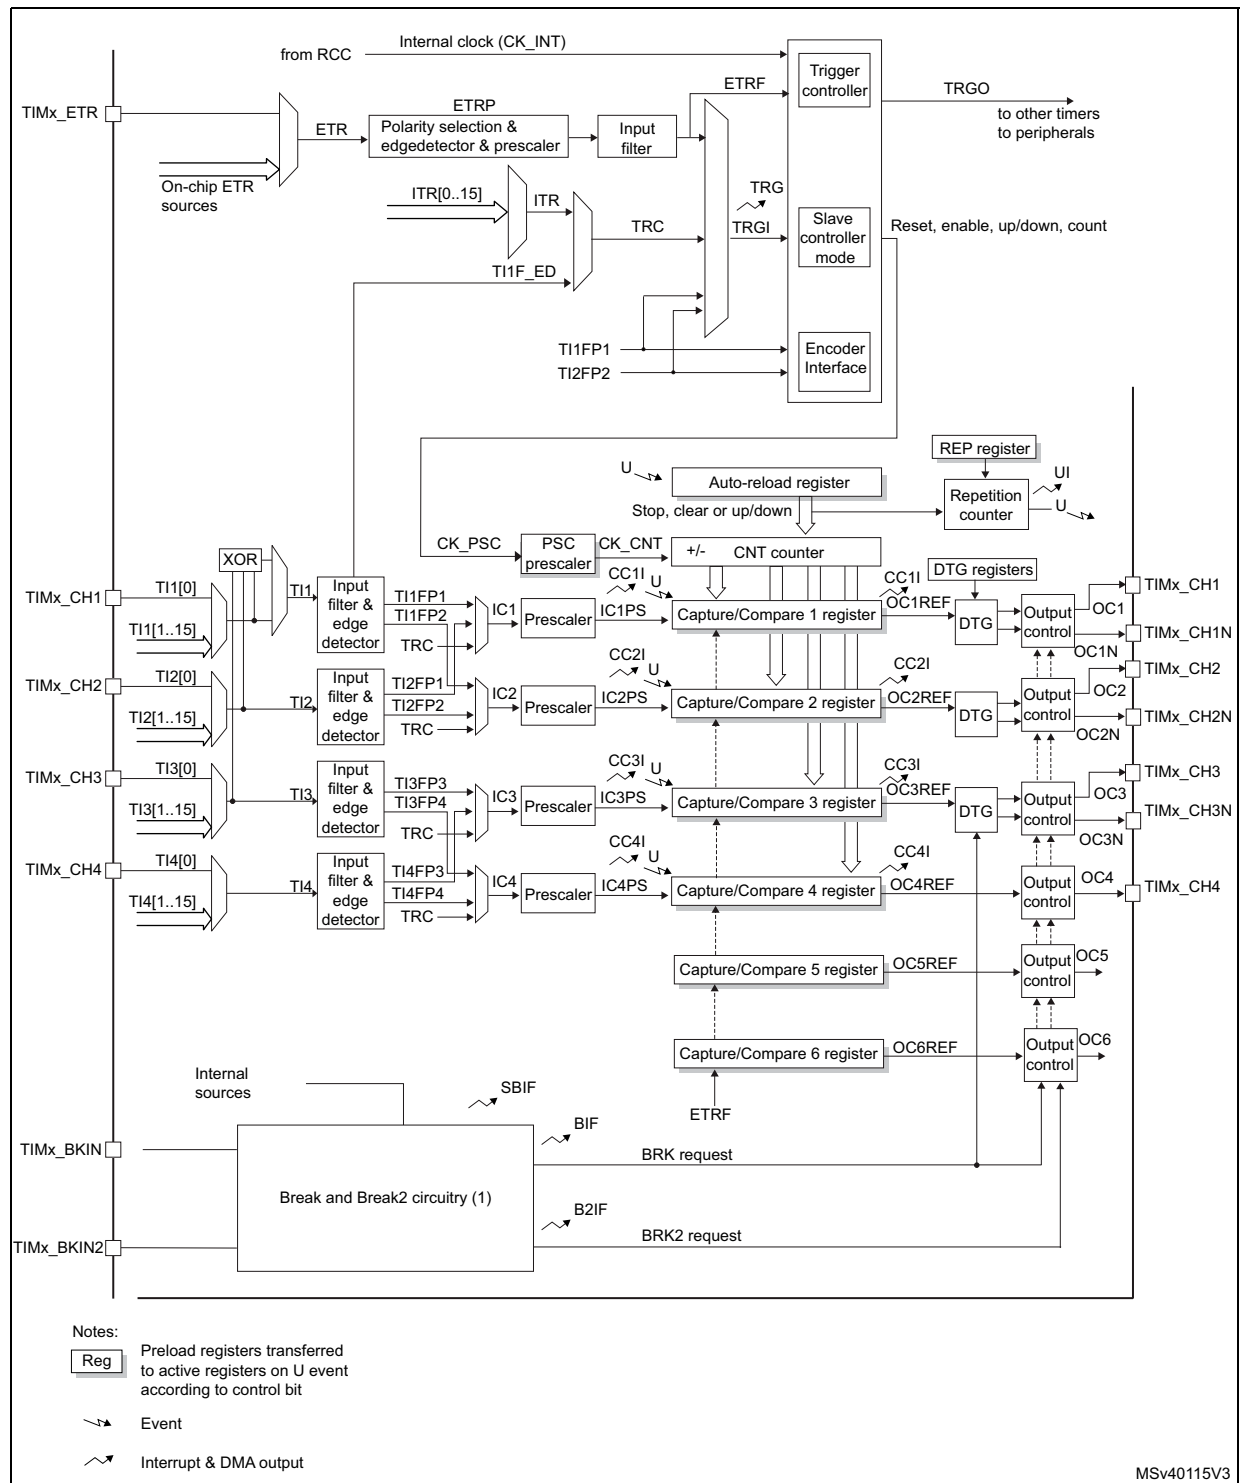 Internal clock (CK_INT)
from RCC
TIMx_ETR
ETR
ETRP
Polarity selection &
edgedetector & prescaler
Input
filter
ETRF
Trigger
controller
TRGO
to other timers
to peripherals
On-chip ETR
sources
ITR[0..15]
ITR
TRC
TRG
TRGI
Slave
controller
mode
Reset, enable, up/down, count
TI1F_ED
TI1FP1
TI2FP2
Encoder
Interface
REP register
U
Auto-reload register
UI
Repetition
counter
U
Stop, clear or up/down
CK_PSC
PSC
prescaler
CK_CNT
+/-
CNT counter
XOR
TIMx_CH1
TI1[0]
TI1[1..15]
TI1
Input
filter &
edge
detector
TI1FP1
TI1FP2
TRC
IC1
Prescaler
IC1PS
CC1I
U
Capture/Compare 1 register
CC1I
OC1REF
DTG registers
DTG
Output
control
OC1
TIMx_CH1
TIMx_CH1N
OC1N
TIMx_CH2
TI2[0]
TI2[1..15]
TI2
Input
filter &
edge
detector
TI2FP1
TI2FP2
TRC
IC2
Prescaler
IC2PS
CC2I
U
Capture/Compare 2 register
CC2I
OC2REF
DTG
Output
control
OC2
TIMx_CH2
TIMx_CH2N
OC2N
TIMx_CH3
TI3[0]
TI3[1..15]
TI3
Input
filter &
edge
detector
TI3FP3
TI3FP4
TRC
IC3
Prescaler
IC3PS
CC3I
U
Capture/Compare 3 register
CC3I
OC3REF
DTG
Output
control
OC3
TIMx_CH3
TIMx_CH3N
OC3N
TIMx_CH4
TI4[0]
TI4[1..15]
TI4
Input
filter &
edge
detector
TI4FP3
TI4FP4
TRC
IC4
Prescaler
IC4PS
CC4I
U
Capture/Compare 4 register
CC4I
OC4REF
Output
control
OC4
TIMx_CH4
Capture/Compare 5 register
OC5REF
Output
control
OC5
Capture/Compare 6 register
OC6REF
Output
control
OC6
ETRF
Internal
sources
SBIF
TIMx_BKIN
BIF
BRK request
Break and Break2 circuitry (1)
B2IF
BRK2 request
TIMx_BKIN2
Notes:
Reg
Preload registers transferred
to active registers on U event
according to control bit
Event
Interrupt & DMA output
MSv40115V3